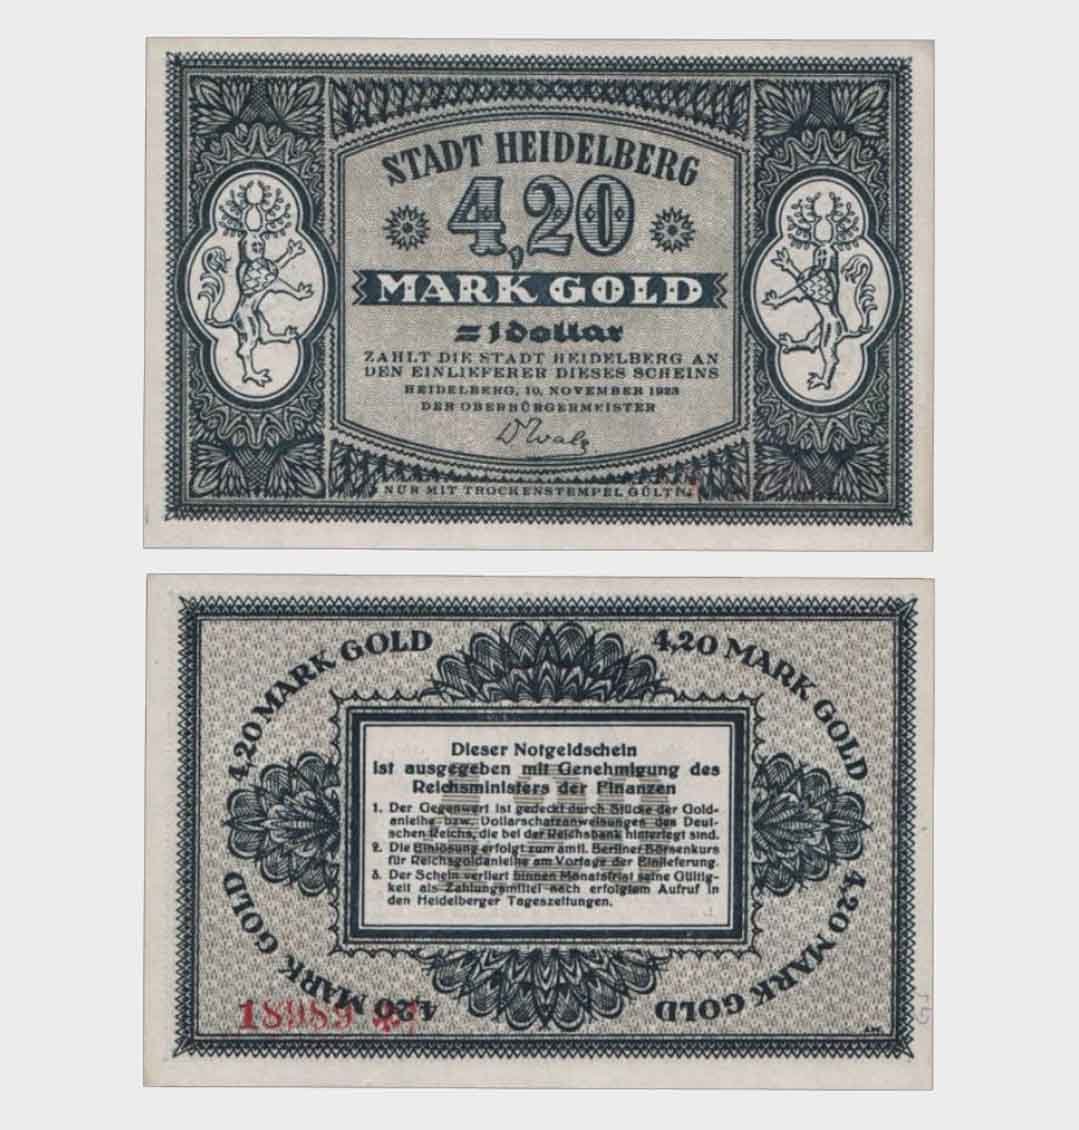 STADT HEIDELBERG
4,20
MARK GOLD
= 1 dollar
ZAHLT DIE STADT HEIDELBERG AN
DEN EINLIEFERER DIESES SCHEINS
HEIDELBERG, 10. NOVEMBER 1923
DER OBERBÜRGERMEISTER
NUR MIT TROCKENSTEMPEL GÜLTIG
4,20 MARK GOLD
4,20 MARK GOLD
Dieser Notgeldschein
ist ausgegeben mit Genehmigung des
Reichsministers der Finanzen
1. Der Gegenwert ist gedeckt durch Stücke der Gold-
anleihe bzw. Dollarschatzanweisungen des Deut-
schen Reichs, die bei der Reichsbank hinterlegt sind.
2. Die Einlösung erfolgt zum amtl. Berliner Börsenkurs
für Reichsgoldanleihe am Vortage der Einlieferung.
3. Der Schein verliert binnen Monatsfrist seine Gültig-
keit als Zahlungsmittel nach erfolgtem Aufruf in
den Heidelberger Tageszeitungen.
4,20 MARK GOLD
4,20 MARK GOLD
18989